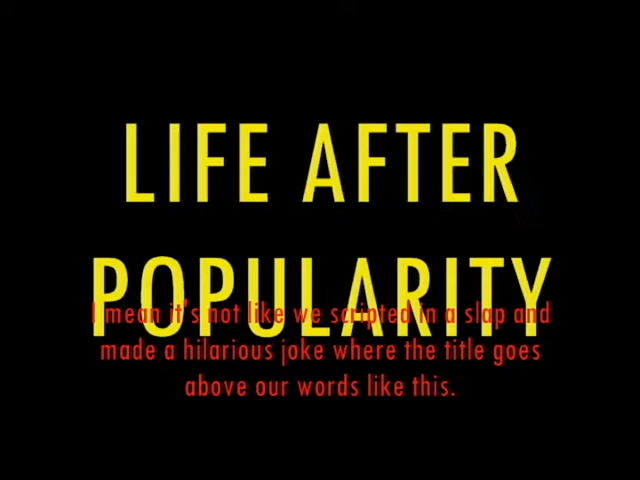 LIFE AFTER
POPULARITY
I mean it's not like we scripted in a slap and
made a hilarious joke where the title goes
above our words like this.